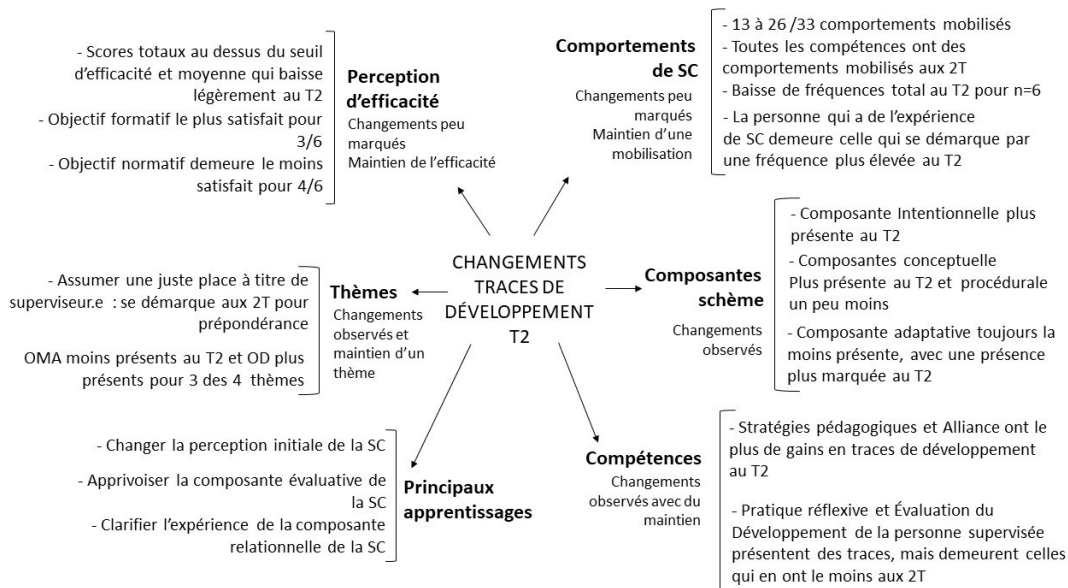 - Scores totaux au dessus du seuil
d'efficacité et moyenne qui baisse
légèrement au T2
- Objectif formatif le plus satisfait pour
3/6
- Objectif normatif demeure le moins
satisfait pour 4/6
Perception
d'efficacité
Changements peu
marqués
Maintien de l'efficacité
Comportements
de SC
Changements peu
marqués
Maintien d'une
mobilisation
- 13 à 26 /33 comportements mobilisés
- Toutes les compétences ont des
comportements mobilisés aux 2T
- Baisse de fréquences total au T2 pour n=6
- La personne qui a de l'expérience
de SC demeure celle qui se démarque par
une fréquence plus élevée au T2
- Assumer une juste place à titre de
superviseur.e : se démarque aux 2T pour
prépondérance
OMA moins présents au T2 et OD plus
présents pour 3 des 4 thèmes
Thèmes
Changements
observés et
maintien d'un
thème
CHANGEMENTS
TRACES DE
DÉVELOPPEMENT
T2
Composantes
schème
Changements
observés
- Composante Intentionnelle plus
présente au T2
- Composantes conceptuelle
Plus présente au T2 et procédurale
un peu moins
- Composante adaptative toujours la
moins présente, avec une présence
plus marquée au T2
- Changer la perception initiale de la SC
- Apprivoiser la composante évaluative de
la SC
- Clarifier l'expérience de la composante
relationnelle de la SC
Principaux
apprentissages
Compétences
Changements
observés avec du
maintien
- Stratégies pédagogiques et Alliance ont le
plus de gains en traces de développement
au T2
- Pratique réflexive et Évaluation du
Développement de la personne supervisée
présentent des traces, mais demeurent celles
qui en ont le moins aux 2T